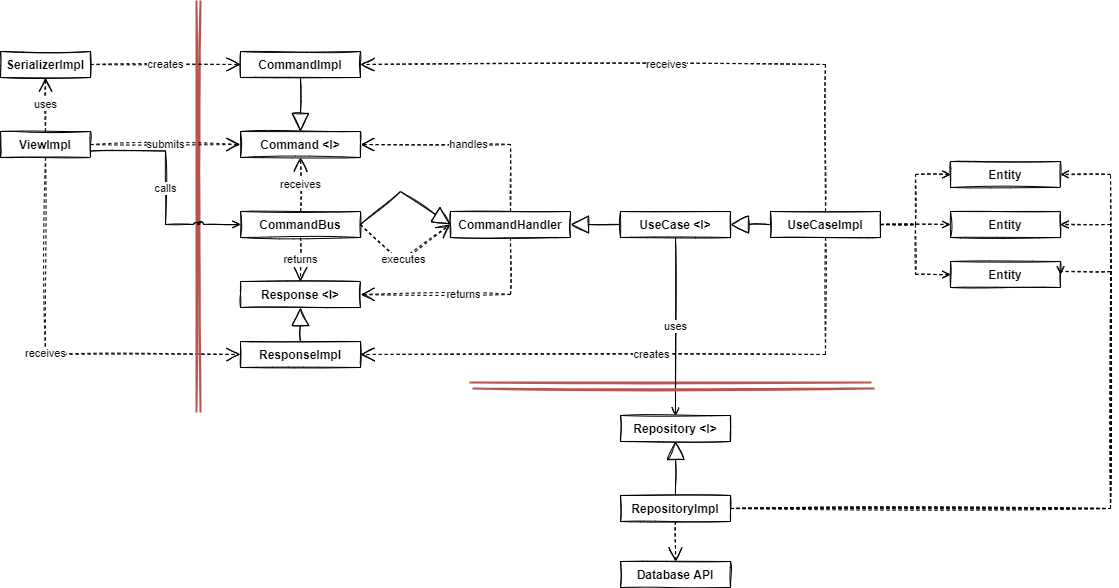 SerializerImpl
creates
CommandImpl
receives
uses
ViewImpl
submits
Command <I>
handles
calls
receives
Entity
CommandBus
CommandHandler
UseCase <I>
UseCaseImpl
Entity
returns
executes
Entity
Response <I>
returns
uses
receives
ResponseImpl
creates
Repository <I>
RepositoryImpl
Database API